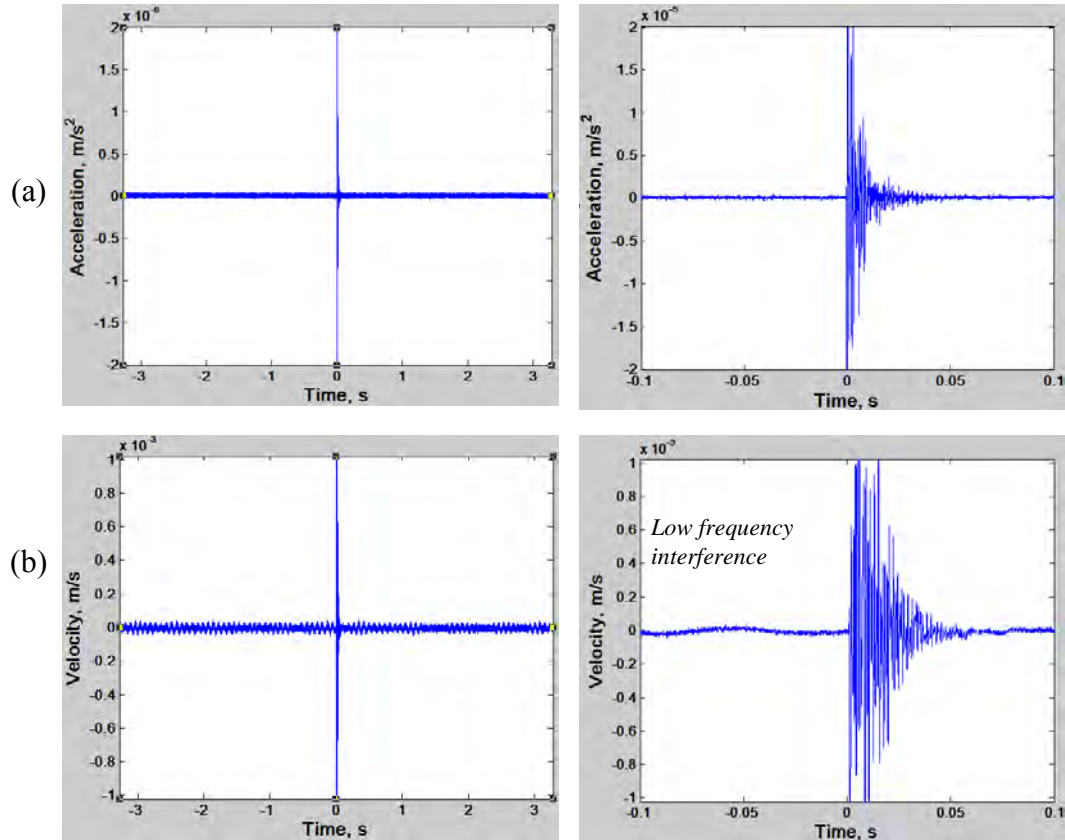 (a)
x 10
2
1.5
1
0.5
0
-0.5
-1
-1.5
-2
Acceleration, m/s²
-3 -2 -1 0 1 2 3
Time, s
x 10⁻⁵
2
1.5
1
0.5
0
-0.5
-1
-1.5
-2
Acceleration, m/s²
-0.1 -0.05 0 0.05 0.1
Time, s
(b)
x 10⁻³
1
0.8
0.6
0.4
0.2
0
-0.2
-0.4
-0.6
-0.8
-1
Velocity, m/s
-3 -2 -1 0 1 2 3
Time, s
x 10
1
0.8
0.6
0.4
0.2
0
-0.2
-0.4
-0.6
-0.8
-1
Velocity, m/s
Low frequency
interference
-0.1 -0.05 0 0.05 0.1
Time, s